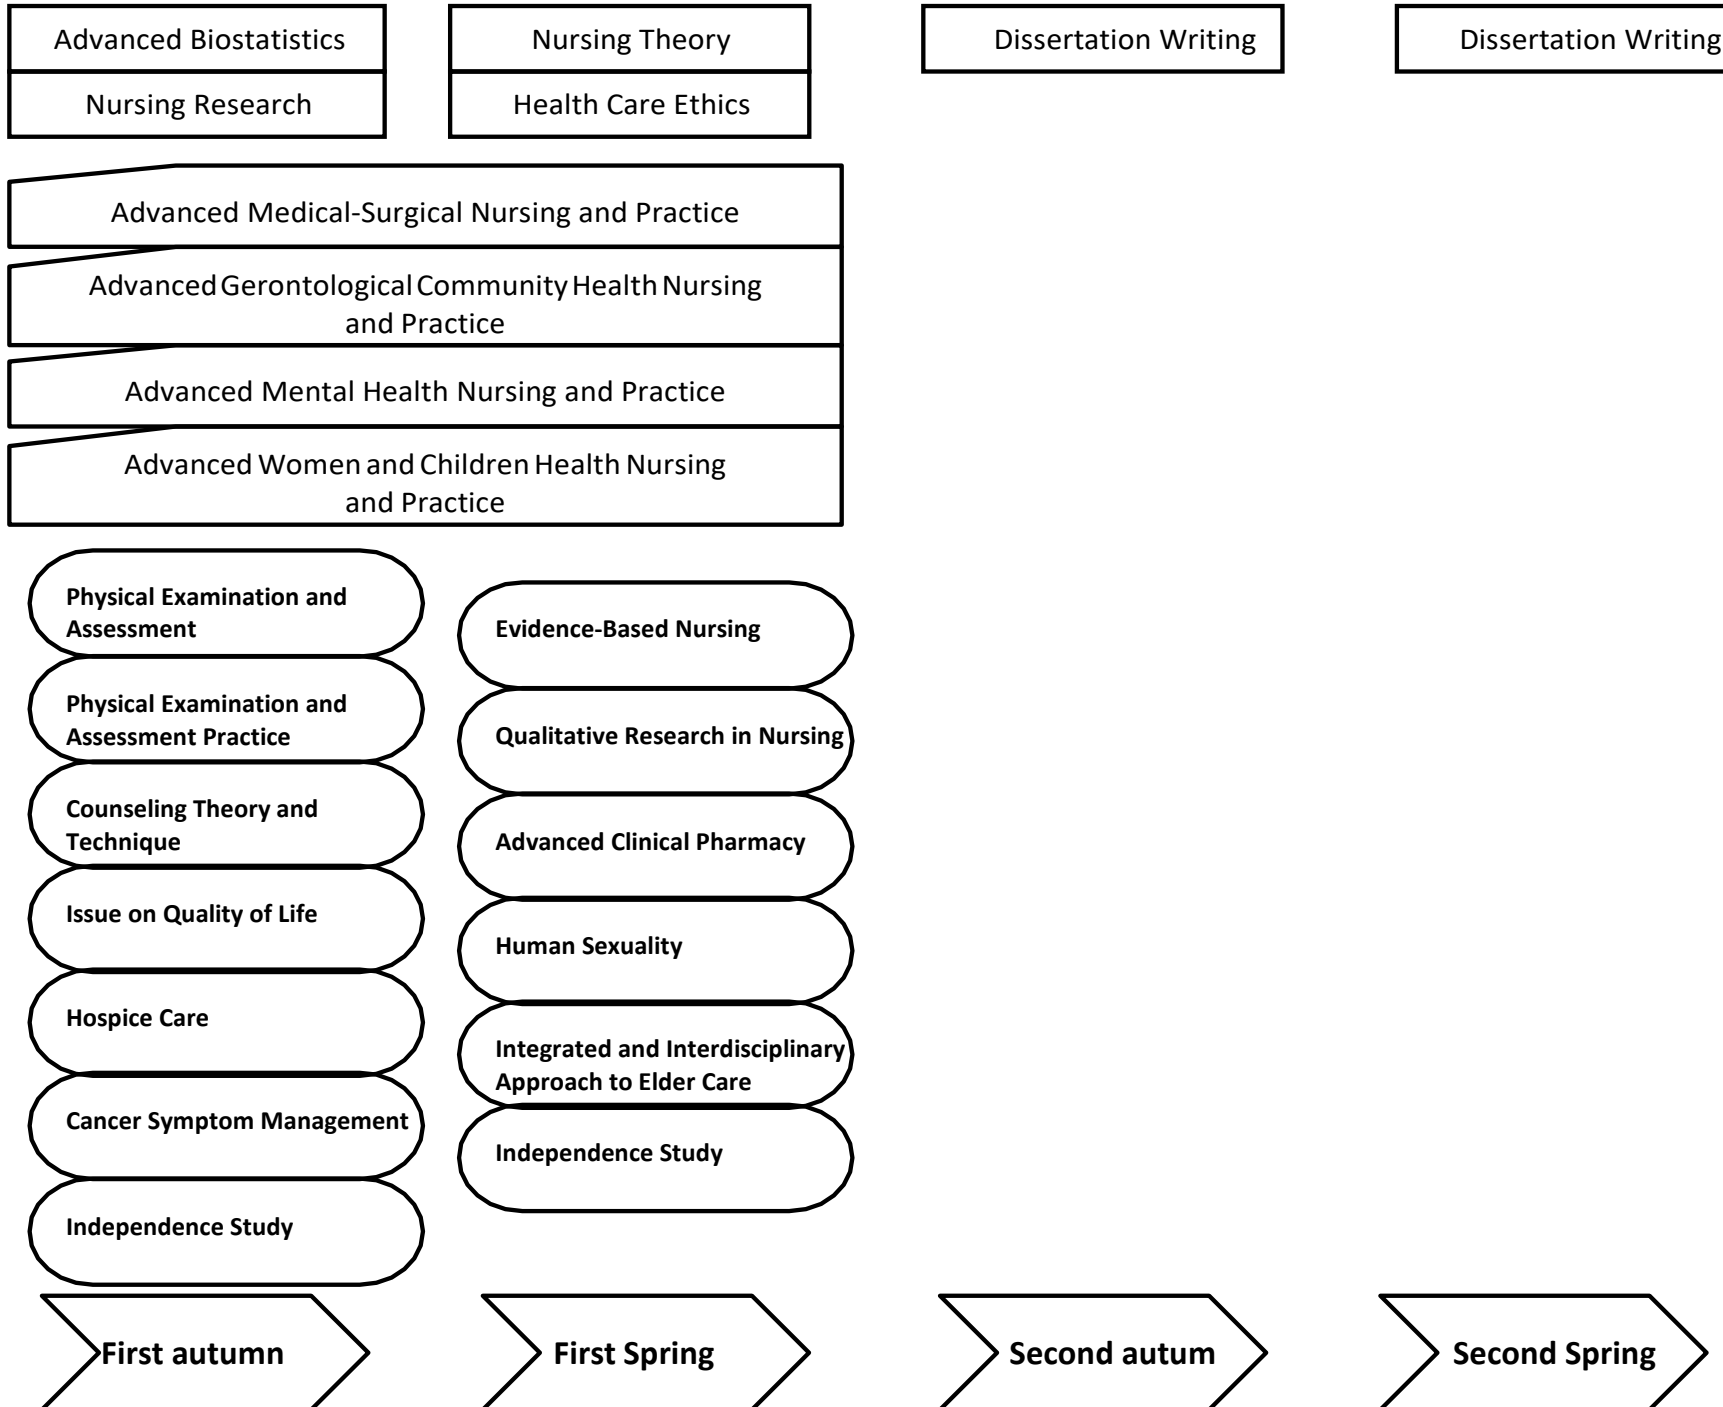 Advanced Biostatistics
Nursing Research
Nursing Theory
Health Care Ethics
Dissertation Writing
Dissertation Writing
Advanced Medical-Surgical Nursing and Practice
Advanced Gerontological Community Health Nursing
and Practice
Advanced Mental Health Nursing and Practice
Advanced Women and Children Health Nursing
and Practice
Physical Examination and
Assessment
Physical Examination and
Assessment Practice
Counseling Theory and
Technique
Issue on Quality of Life
Hospice Care
Cancer Symptom Management
Independence Study
Evidence-Based Nursing
Qualitative Research in Nursing
Advanced Clinical Pharmacy
Human Sexuality
Integrated and Interdisciplinary
Approach to Elder Care
Independence Study
First autumn
First Spring
Second autum
Second Spring